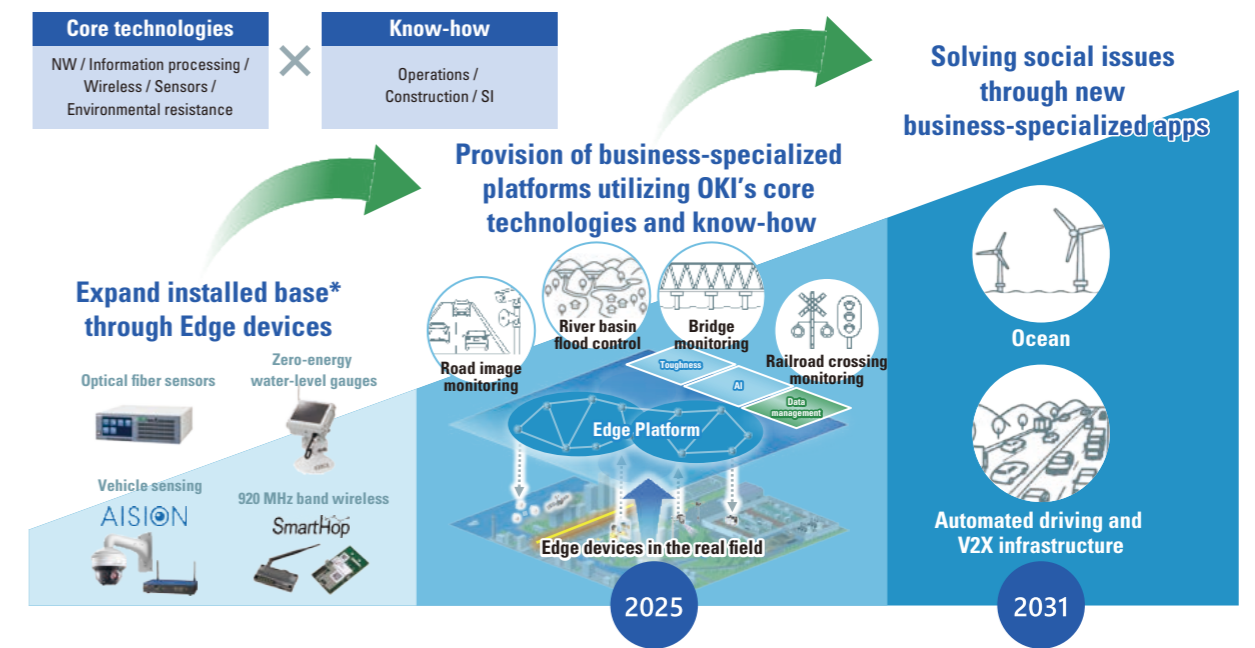 Core technologies
NW / Information processing /
Wireless / Sensors /
Environmental resistance
×
Know-how
Operations /
Construction / SI
Expand installed base*
through Edge devices
Optical fiber sensors
Zero-energy
water-level gauges
Vehicle sensing
AISION
920 MHz band wireless
SmartHop
Provision of business-specialized
platforms utilizing OKI's core
technologies and know-how
Road image
monitoring
River basin
flood control
Bridge
monitoring
Railroad crossing
monitoring
Toughness
AI
Data
management
Edge Platform
Edge devices in the real field
2025
Solving social issues
through new
business-specialized apps
Ocean
Automated driving and
V2X infrastructure
2031